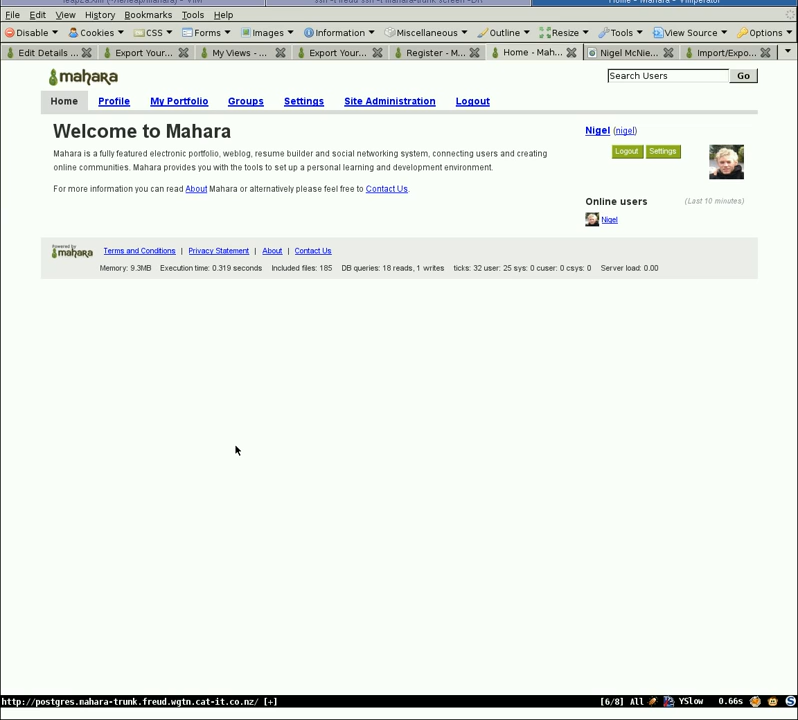 Home - Mahara - Vimperator
File Edit View History Bookmarks Tools Help
Disable Cookies CSS Forms Images Information Miscellaneous Outline Resize Tools View Source Options
Edit Details ... Export Your... My Views - ... Export Your... Register - M... Home - Mah... Nigel McNie... Import/Expo...
mahara
Search Users Go
Home Profile My Portfolio Groups Settings Site Administration Logout
Welcome to Mahara
Mahara is a fully featured electronic portfolio, weblog, resume builder and social networking system, connecting users and creating
online communities. Mahara provides you with the tools to set up a personal learning and development environment.
For more information you can read About Mahara or alternatively please feel free to Contact Us.
Nigel (nigel)
Logout Settings
Online users (Last 10 minutes)
Nigel
Powered by
mahara
Terms and Conditions | Privacy Statement | About | Contact Us
Memory: 9.3MB Execution time: 0.319 seconds Included files: 185 DB queries: 18 reads, 1 writes ticks: 32 user: 25 sys: 0 cuser: 0 csys: 0 Server load: 0.00
http://postgres.mahara-trunk.freud.wgtn.cat-it.co.nz/ [+] [6/8] All YSlow 0.66s